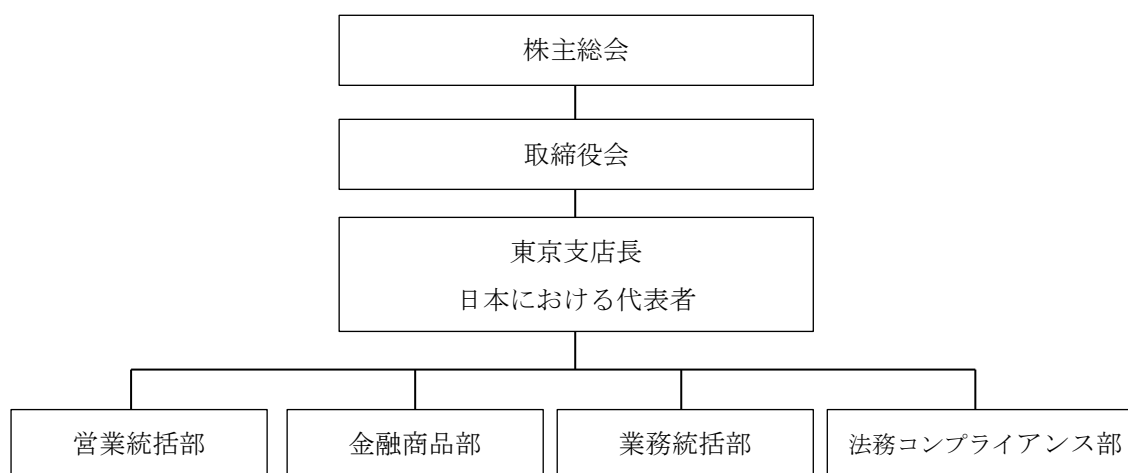 株主総会
取締役会
東京支店長
日本における代表者
営業統括部
金融商品部
業務統括部
法務コンプライアンス部